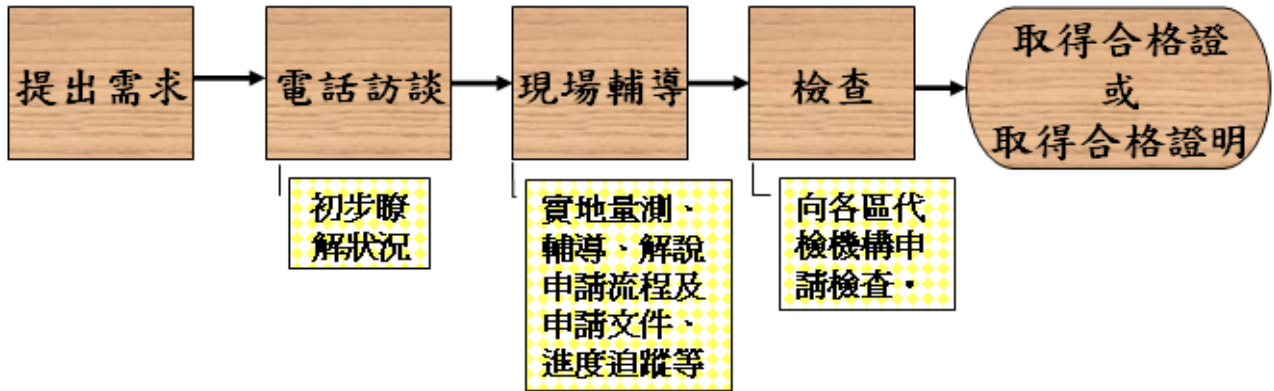 提出需求
電話訪談
現場輔導
檢查
取得合格證
或
取得合格證明
初步瞭
解狀況
實地量測、
輔導、解說
申請流程及
申請文件、
進度追蹤等
向各區代
檢機構申
請檢查。